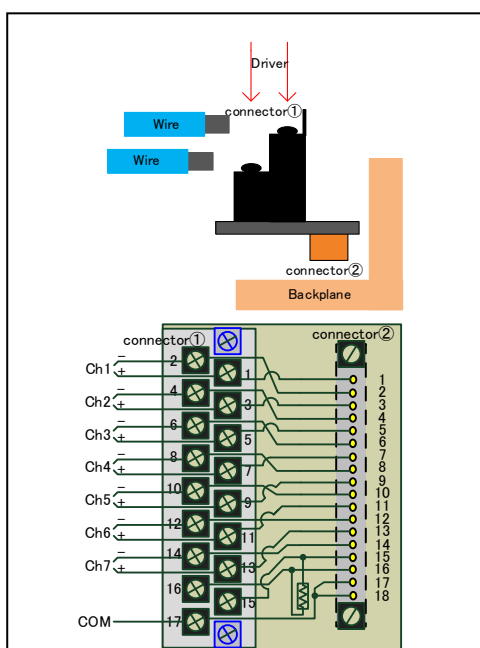 Driver
connector①
Wire
Wire
connector②
Backplane
connector① connector②
Ch1 − +
Ch2 − +
Ch3 − +
Ch4 − +
Ch5 − +
Ch6 − +
Ch7 − +
COM
2
1
4
3
6
5
8
7
10
9
12
11
14
13
16
15
17
1
2
3
4
5
6
7
8
9
10
11
12
13
14
15
16
17
18